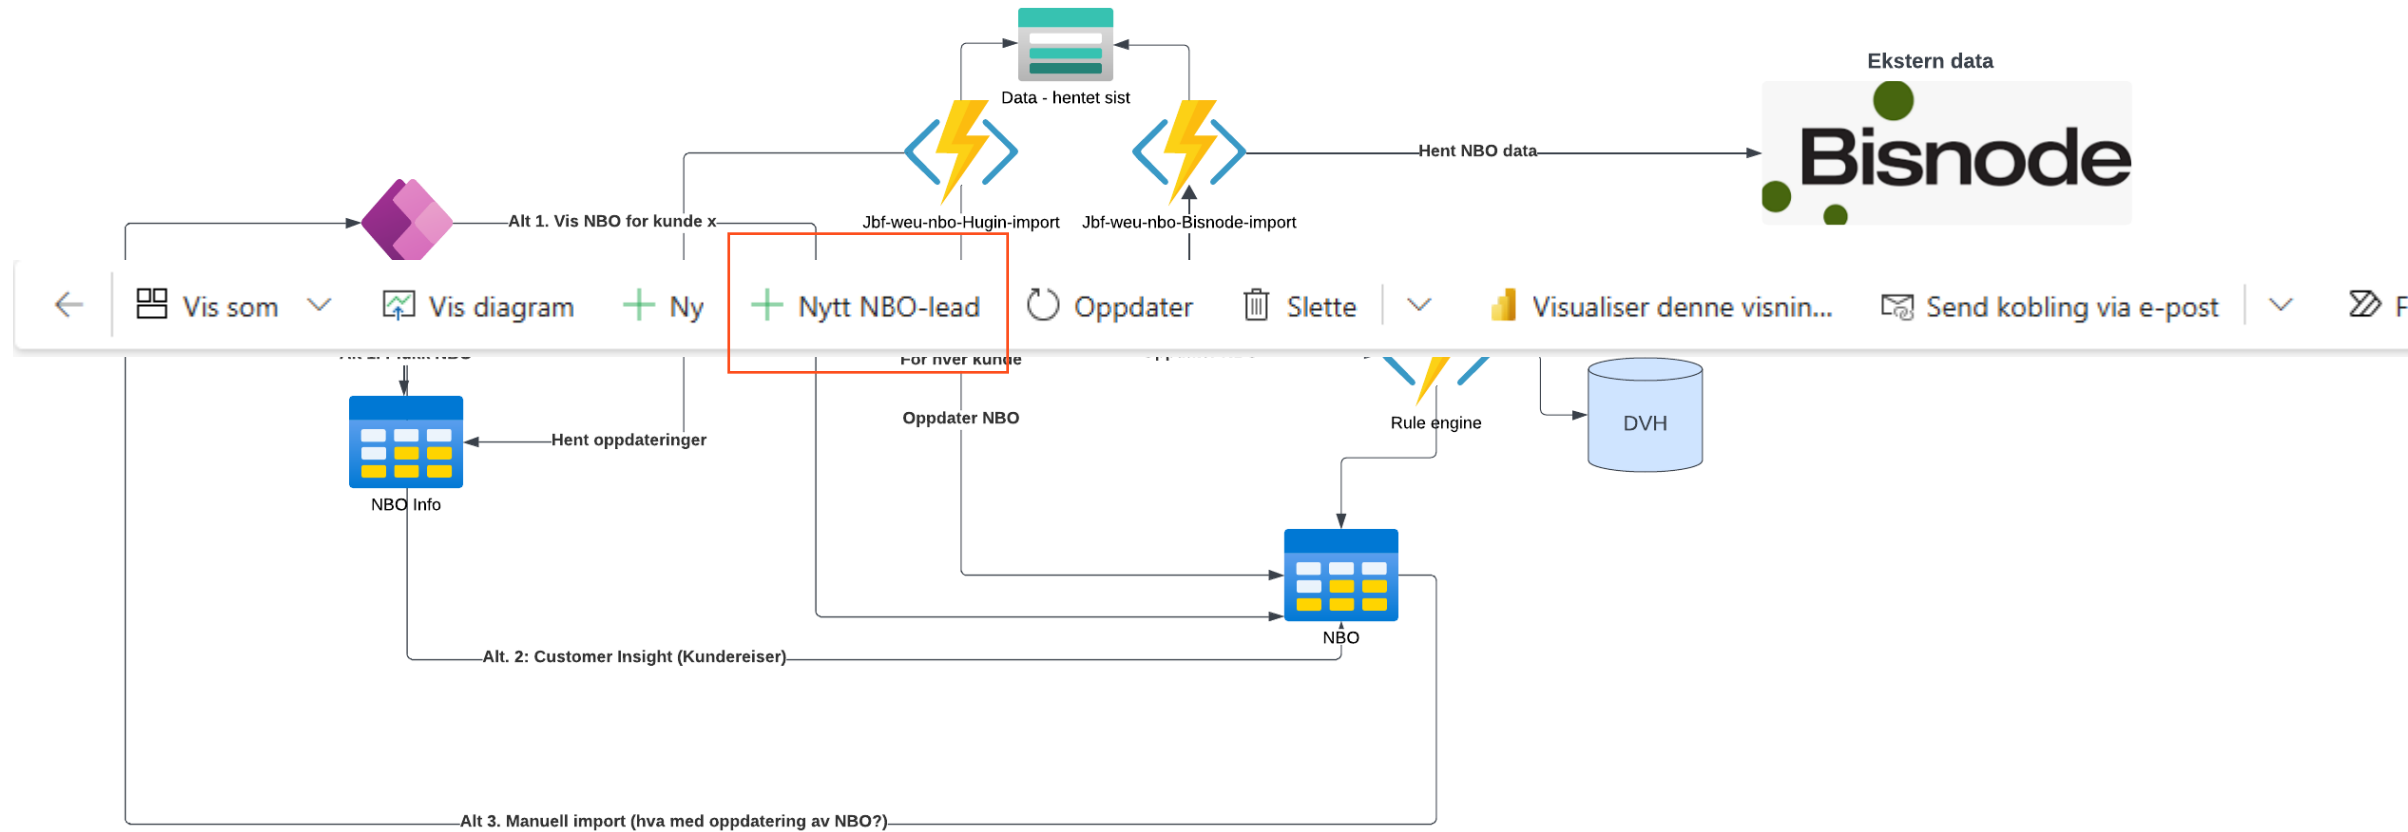 Ekstern data
Data - hentet sist
Bisnode
Hent NBO data
Alt 1. Vis NBO for kunde x
Jbf-weu-nbo-Hugin-import
Jbf-weu-nbo-Bisnode-import
Vis som
Vis diagram
Ny
Nytt NBO-lead
Oppdater
Slette
Visualiser denne visnin...
Send kobling via e-post
F
For hver kunde
Oppdater NBO
Rule engine
DVH
Hent oppdateringer
NBO Info
NBO
Alt. 2: Customer Insight (Kundereiser)
Alt 3. Manuell import (hva med oppdatering av NBO?)